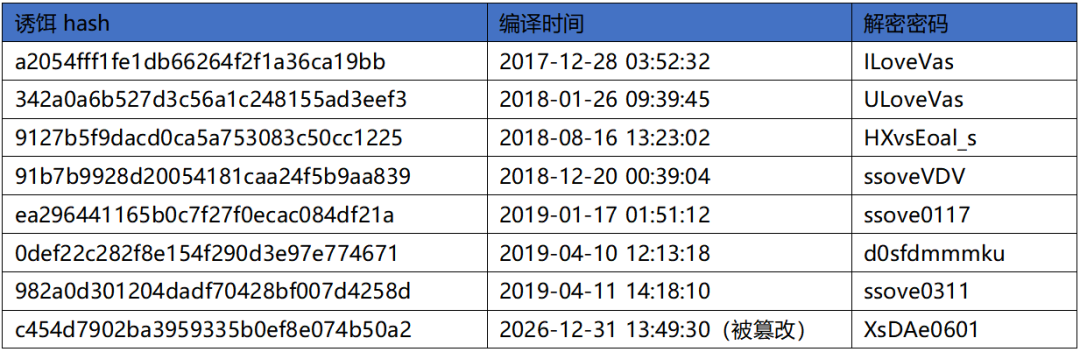 诱饵 hash 编译时间 解密密码
a2054fff1fe1db66264f2f1a36ca19bb 2017-12-28 03:52:32 ILoveVas
342a0a6b527d3c56a1c248155ad3eef3 2018-01-26 09:39:45 ULoveVas
9127b5f9dacd0ca5a753083c50cc1225 2018-08-16 13:23:02 HXvsEoal_s
91b7b9928d20054181caa24f5b9aa839 2018-12-20 00:39:04 ssoveVDV
ea296441165b0c7f27f0ecac084df21a 2019-01-17 01:51:12 ssove0117
0def22c282f8e154f290d3e97e774671 2019-04-10 12:13:18 d0sfdmmmku
982a0d301204dadf70428bf007d4258d 2019-04-11 14:18:10 ssove0311
c454d7902ba3959335b0ef8e074b50a2 2026-12-31 13:49:30（被篡改） XsDAe0601